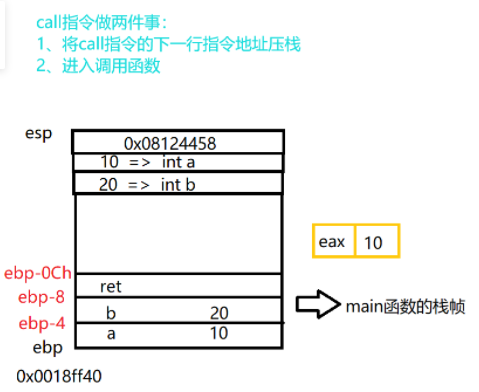 call指令做两件事：
1、将call指令的下一行指令地址压栈
2、进入调用函数
esp
0x08124458
10 => int a
20 => int b
eax 10
ebp-0Ch
ret
ebp-8
b 20
main函数的栈帧
ebp-4
a 10
ebp
0x0018ff40